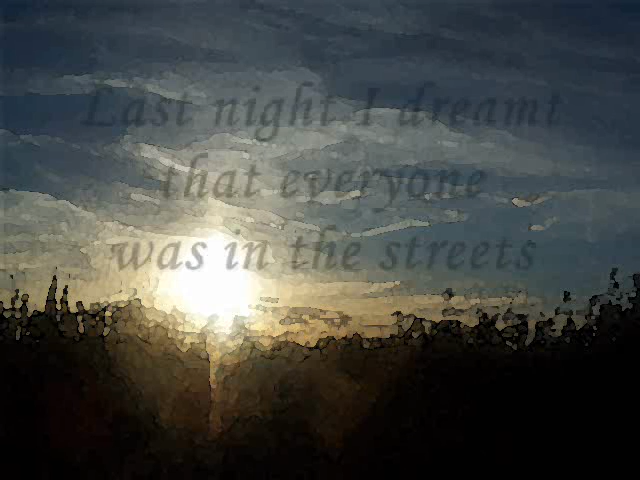 Last night I dreamt
that everyone
was in the streets